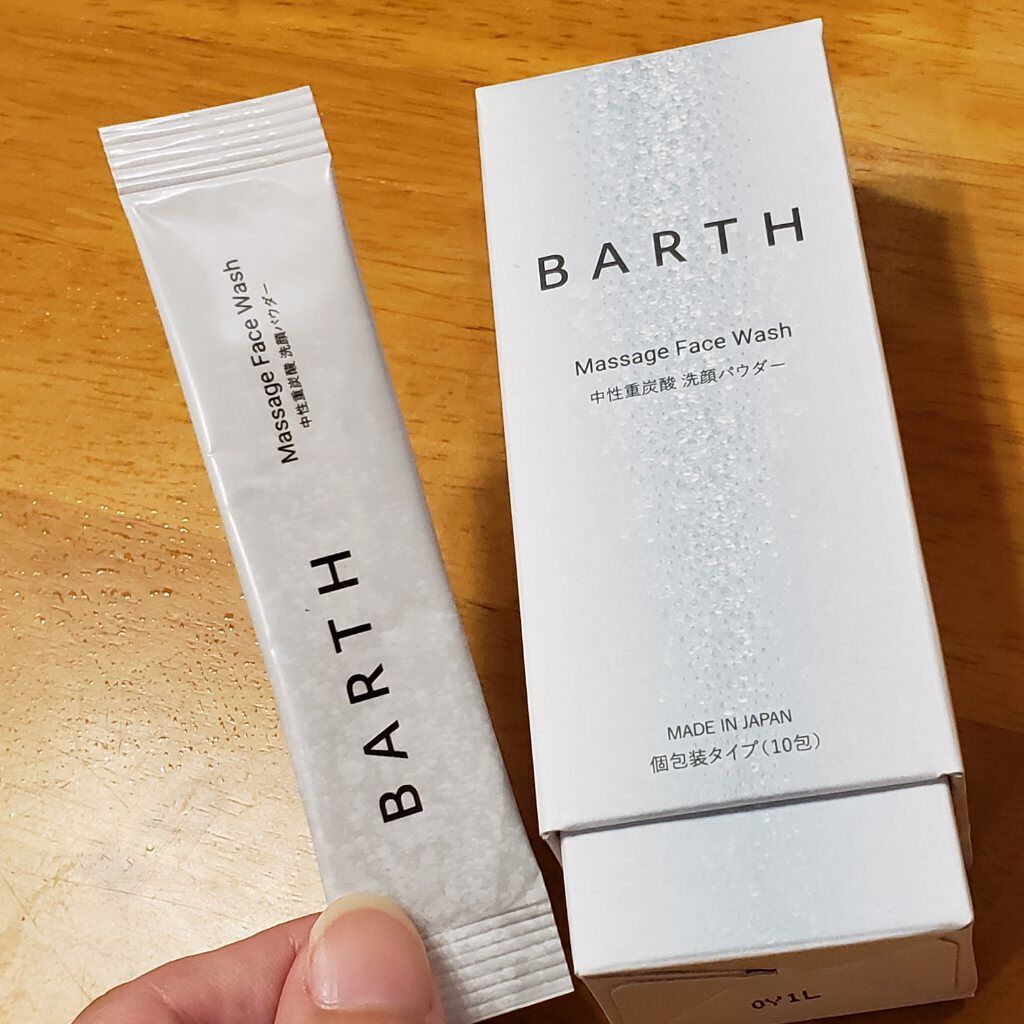 BARTH
Massage Face Wash
中性重炭酸 洗顔パウダー
MADE IN JAPAN
個包装タイプ(10包)
0Y1L
Massage Face Wash
中性重炭酸 洗顔パウダー
BARTH